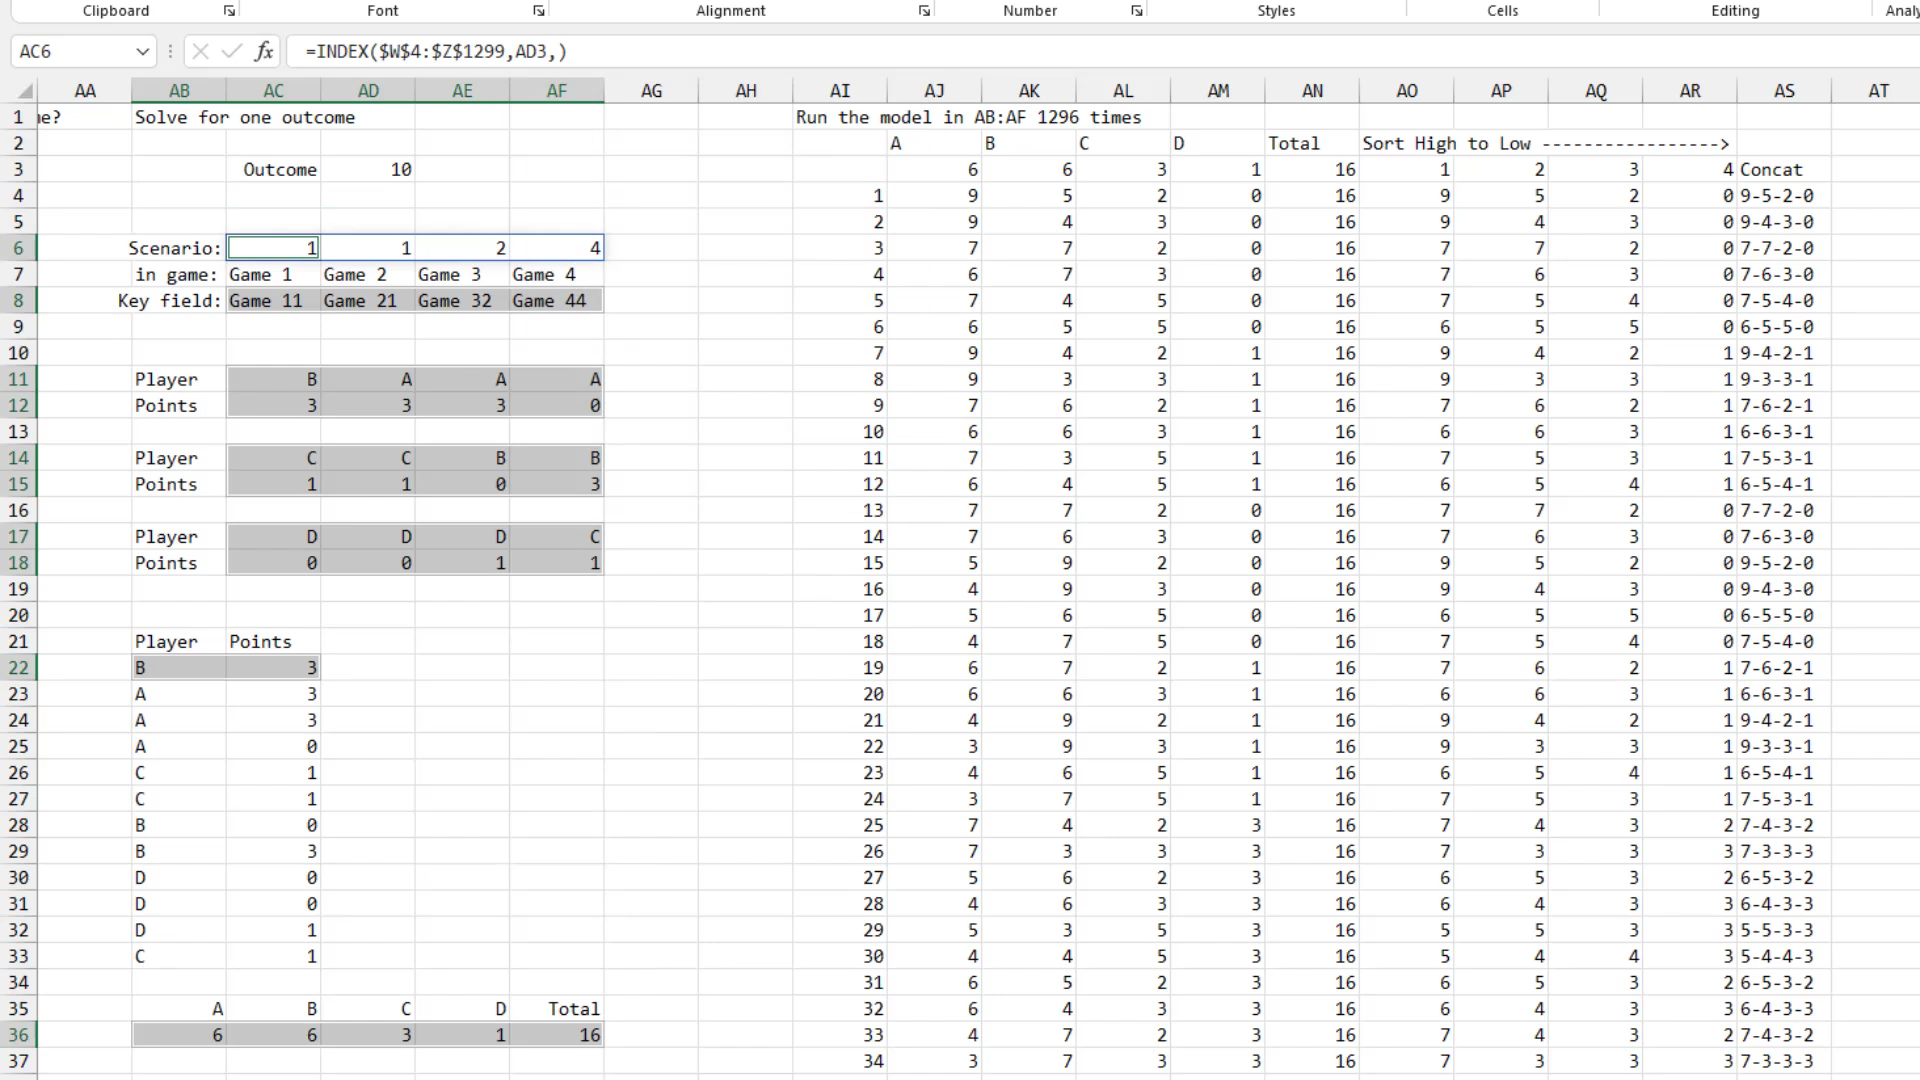 Clipboard Font Alignment Number Styles Cells Editing Analy
AC6 fx =INDEX($W$4:$Z$1299,AD3,)
AA AB AC AD AE AF AG AH AI AJ AK AL AM AN AO AP AQ AR AS AT
1 ne? Solve for one outcome Run the model in AB:AF 1296 times
2 A B C D Total Sort High to Low ----------------->
3 Outcome 10 6 6 3 1 16 1 2 3 4 Concat
4 1 9 5 2 0 16 9 5 2 0 9-5-2-0
5 2 9 4 3 0 16 9 4 3 0 9-4-3-0
6 Scenario: 1 1 2 4 3 7 7 2 0 16 7 7 2 0 7-7-2-0
7 in game: Game 1 Game 2 Game 3 Game 4 4 6 7 3 0 16 7 6 3 0 7-6-3-0
8 Key field: Game 11 Game 21 Game 32 Game 44 5 7 4 5 0 16 7 5 4 0 7-5-4-0
9 6 6 5 5 0 16 6 5 5 0 6-5-5-0
10 7 9 4 2 1 16 9 4 2 1 9-4-2-1
11 Player B A A A 8 9 3 3 1 16 9 3 3 1 9-3-3-1
12 Points 3 3 3 0 9 7 6 2 1 16 7 6 2 1 7-6-2-1
13 10 6 6 3 1 16 6 6 3 1 6-6-3-1
14 Player C C B B 11 7 3 5 1 16 7 5 3 1 7-5-3-1
15 Points 1 1 0 3 12 6 4 5 1 16 6 5 4 1 6-5-4-1
16 13 7 7 2 0 16 7 7 2 0 7-7-2-0
17 Player D D D C 14 7 6 3 0 16 7 6 3 0 7-6-3-0
18 Points 0 0 1 1 15 5 9 2 0 16 9 5 2 0 9-5-2-0
19 16 4 9 3 0 16 9 4 3 0 9-4-3-0
20 17 5 6 5 0 16 6 5 5 0 6-5-5-0
21 Player Points 18 4 7 5 0 16 7 5 4 0 7-5-4-0
22 B 3 19 6 7 2 1 16 7 6 2 1 7-6-2-1
23 A 3 20 6 6 3 1 16 6 6 3 1 6-6-3-1
24 A 3 21 4 9 2 1 16 9 4 2 1 9-4-2-1
25 A 0 22 3 9 3 1 16 9 3 3 1 9-3-3-1
26 C 1 23 4 6 5 1 16 6 5 4 1 6-5-4-1
27 C 1 24 3 7 5 1 16 7 5 3 1 7-5-3-1
28 B 0 25 7 4 2 3 16 7 4 3 2 7-4-3-2
29 B 3 26 7 3 3 3 16 7 3 3 3 7-3-3-3
30 D 0 27 5 6 2 3 16 6 5 3 2 6-5-3-2
31 D 0 28 4 6 3 3 16 6 4 3 3 6-4-3-3
32 D 1 29 5 3 5 3 16 5 5 3 3 5-5-3-3
33 C 1 30 4 4 5 3 16 5 4 4 3 5-4-4-3
34 31 6 5 2 3 16 6 5 3 2 6-5-3-2
35 A B C D Total 32 6 4 3 3 16 6 4 3 3 6-4-3-3
36 6 6 3 1 16 33 4 7 2 3 16 7 4 3 2 7-4-3-2
37 34 3 7 3 3 16 7 3 3 3 7-3-3-3